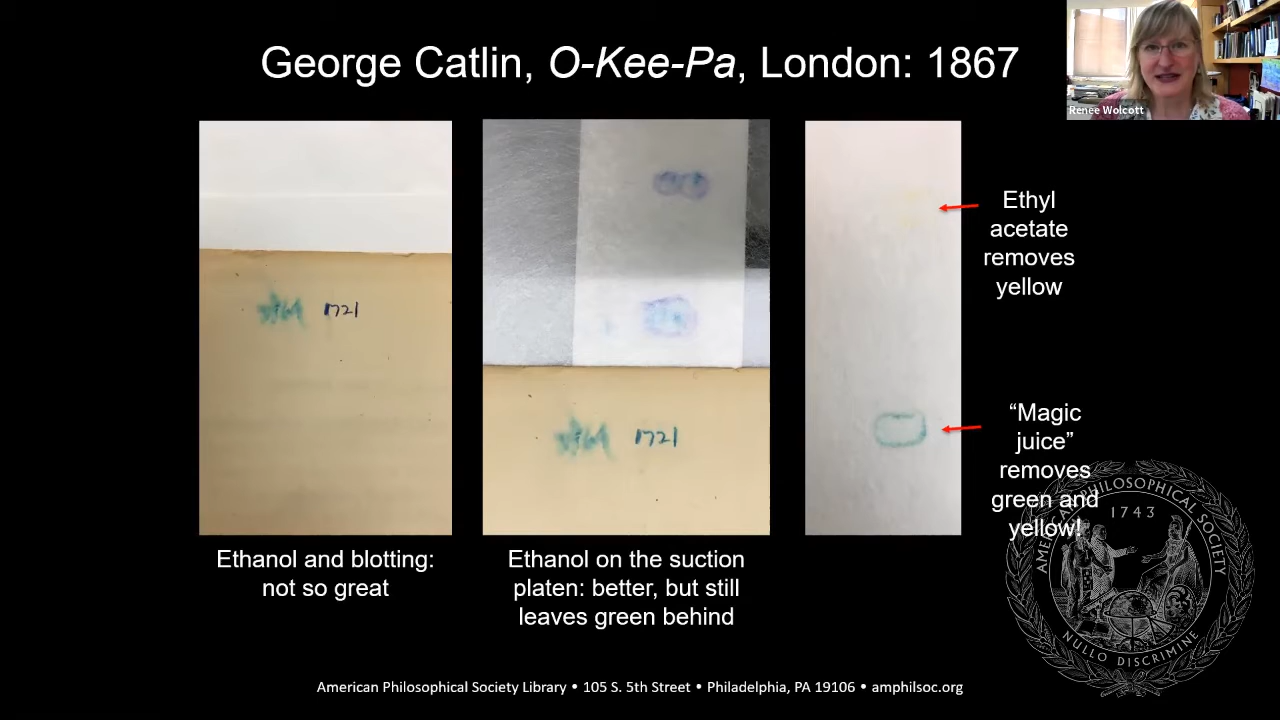 George Catlin, O-Kee-Pa, London: 1867
Renee Wolcott
1721
1721
Ethyl
acetate
removes
yellow
“Magic
juice”
removes
green and
yellow!
Ethanol and blotting:
not so great
Ethanol on the suction
platen: better, but still
leaves green behind
AMERICAN PHILOSOPHICAL SOCIETY
1743
NULLO DISCRIMINE
American Philosophical Society Library • 105 S. 5th Street • Philadelphia, PA 19106 • amphilsoc.org